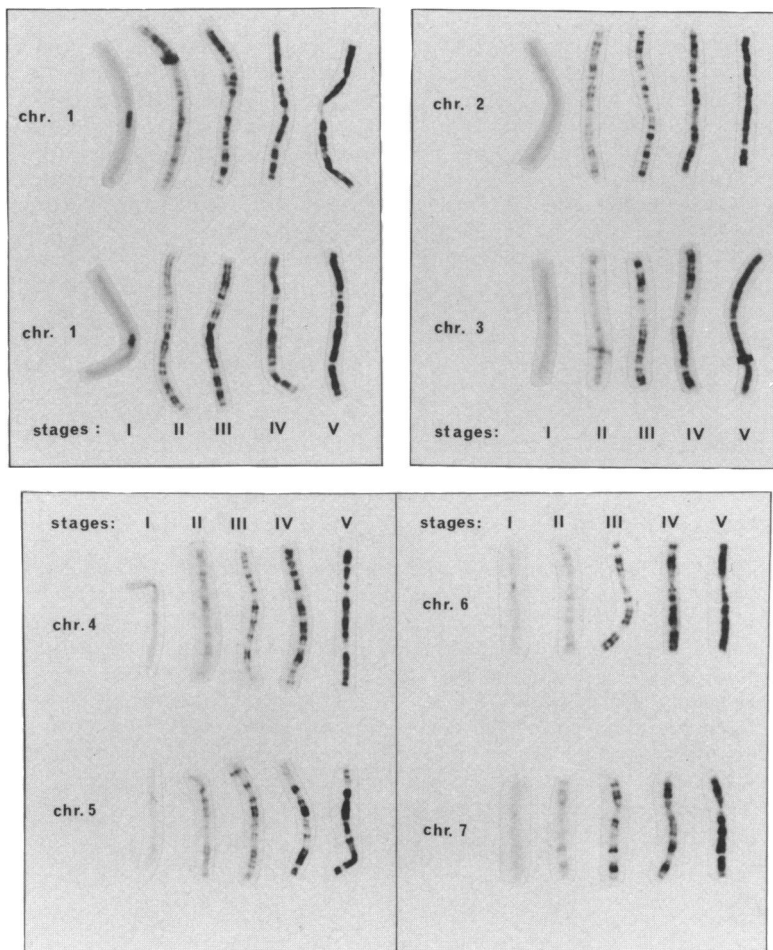 chr. 1
chr. 1
stages : I II III IV V
chr. 2
chr. 3
stages: I II III IV V
stages: I II III IV V
chr.4
chr.5
stages: I II III IV V
chr. 6
chr. 7